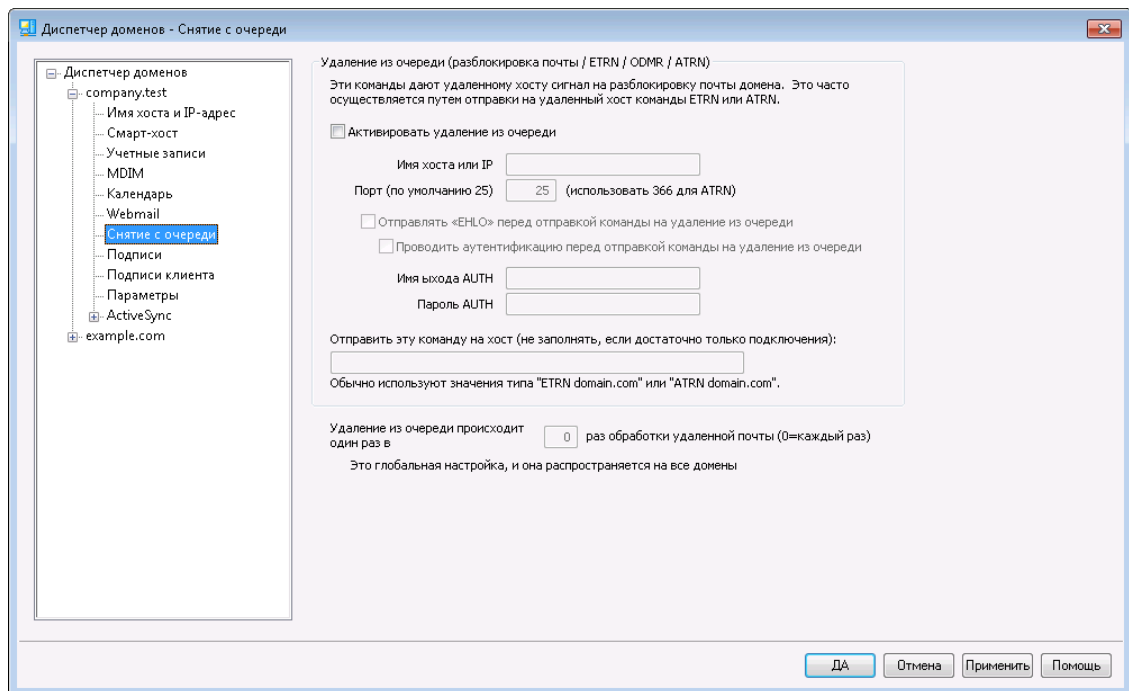 Диспетчер доменов - Снятие с очереди
Диспетчер доменов
company.test
Имя хоста и IP-адрес
Смарт-хост
Учетные записи
MDIM
Календарь
Webmail
Снятие с очереди
Подписи
Подписи клиента
Параметры
ActiveSync
example.com
Удаление из очереди (разблокировка почты / ETRN / ODMR / ATRN)
Эти команды дают удаленному хосту сигнал на разблокировку почты домена. Это часто
осуществляется путем отправки на удаленный хост команды ETRN или ATRN.
Активировать удаление из очереди
Имя хоста или IP
Порт (по умолчанию 25) 25 (использовать 366 для ATRN)
Отправлять «EHLO» перед отправкой команды на удаление из очереди
Проводить аутентификацию перед отправкой команды на удаление из очереди
Имя ыхода AUTH
Пароль AUTH
Отправить эту команду на хост (не заполнять, если достаточно только подключения):
Обычно используют значения типа "ETRN domain.com" или "ATRN domain.com".
Удаление из очереди происходит
один раз в 0 раз обработки удаленной почты (0=каждый раз)
Это глобальная настройка, и она распространяется на все домены
ДА Отмена Применить Помощь